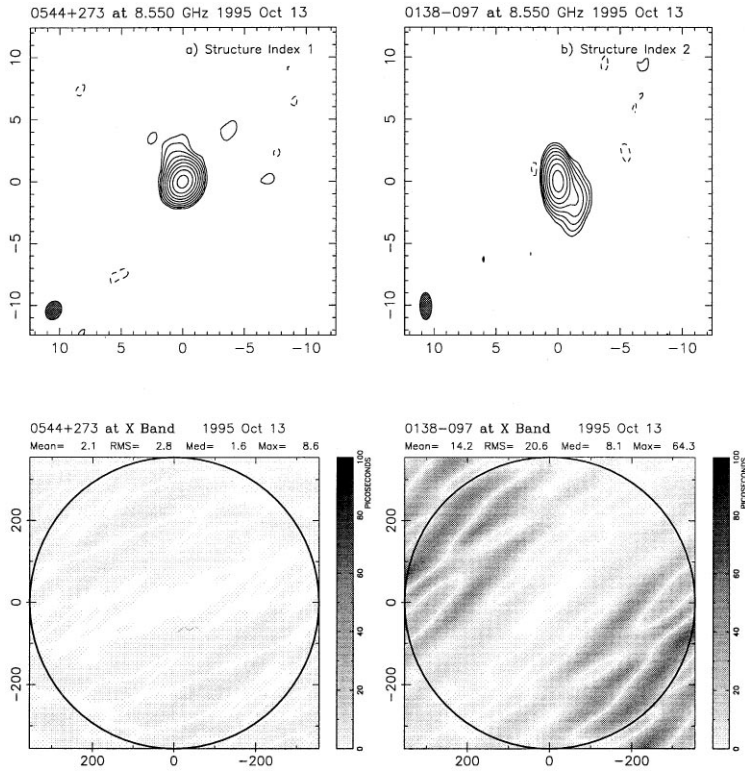 0544+273 at 8.550 GHz 1995 Oct 13
a) Structure Index 1
10
5
0
−5
−10
10 5 0 −5 −10
0138−097 at 8.550 GHz 1995 Oct 13
b) Structure Index 2
10
5
0
−5
−10
10 5 0 −5 −10
0544+273 at X Band 1995 Oct 13
Mean= 2.1 RMS= 2.8 Med= 1.6 Max= 8.6
200
0
−200
200 0 −200
0 20 40 60 80 100
PICOSECONDS
0138−097 at X Band 1995 Oct 13
Mean= 14.2 RMS= 20.6 Med= 8.1 Max= 64.3
200
0
−200
200 0 −200
0 20 40 60 80 100
PICOSECONDS